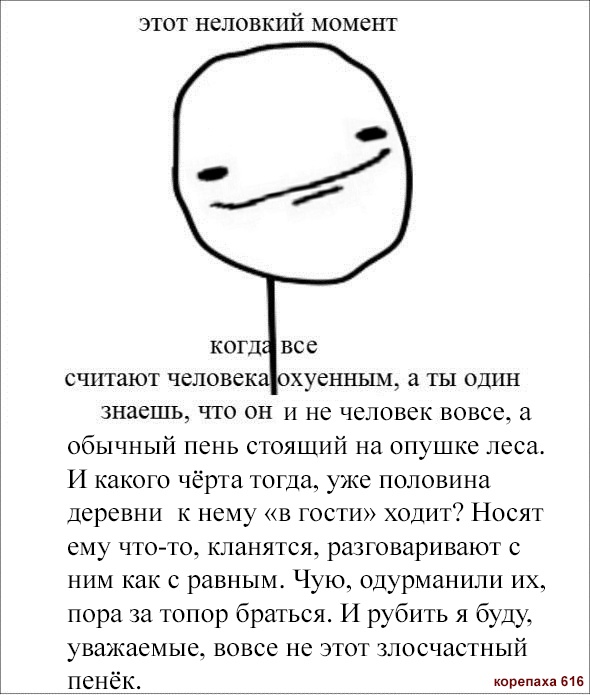 этот неловкий момент
когда все
считают человека охуенным, а ты один
знаешь, что он и не человек вовсе, а
обычный пень стоящий на опушке леса.
И какого чёрта тогда, уже половина
деревни к нему «в гости» ходит? Носят
ему что-то, кланятся, разговаривают с
ним как с равным. Чую, одурманили их,
пора за топор браться. И рубить я буду,
уважаемые, вовсе не этот злосчастный
пенёк.
корепаха 616